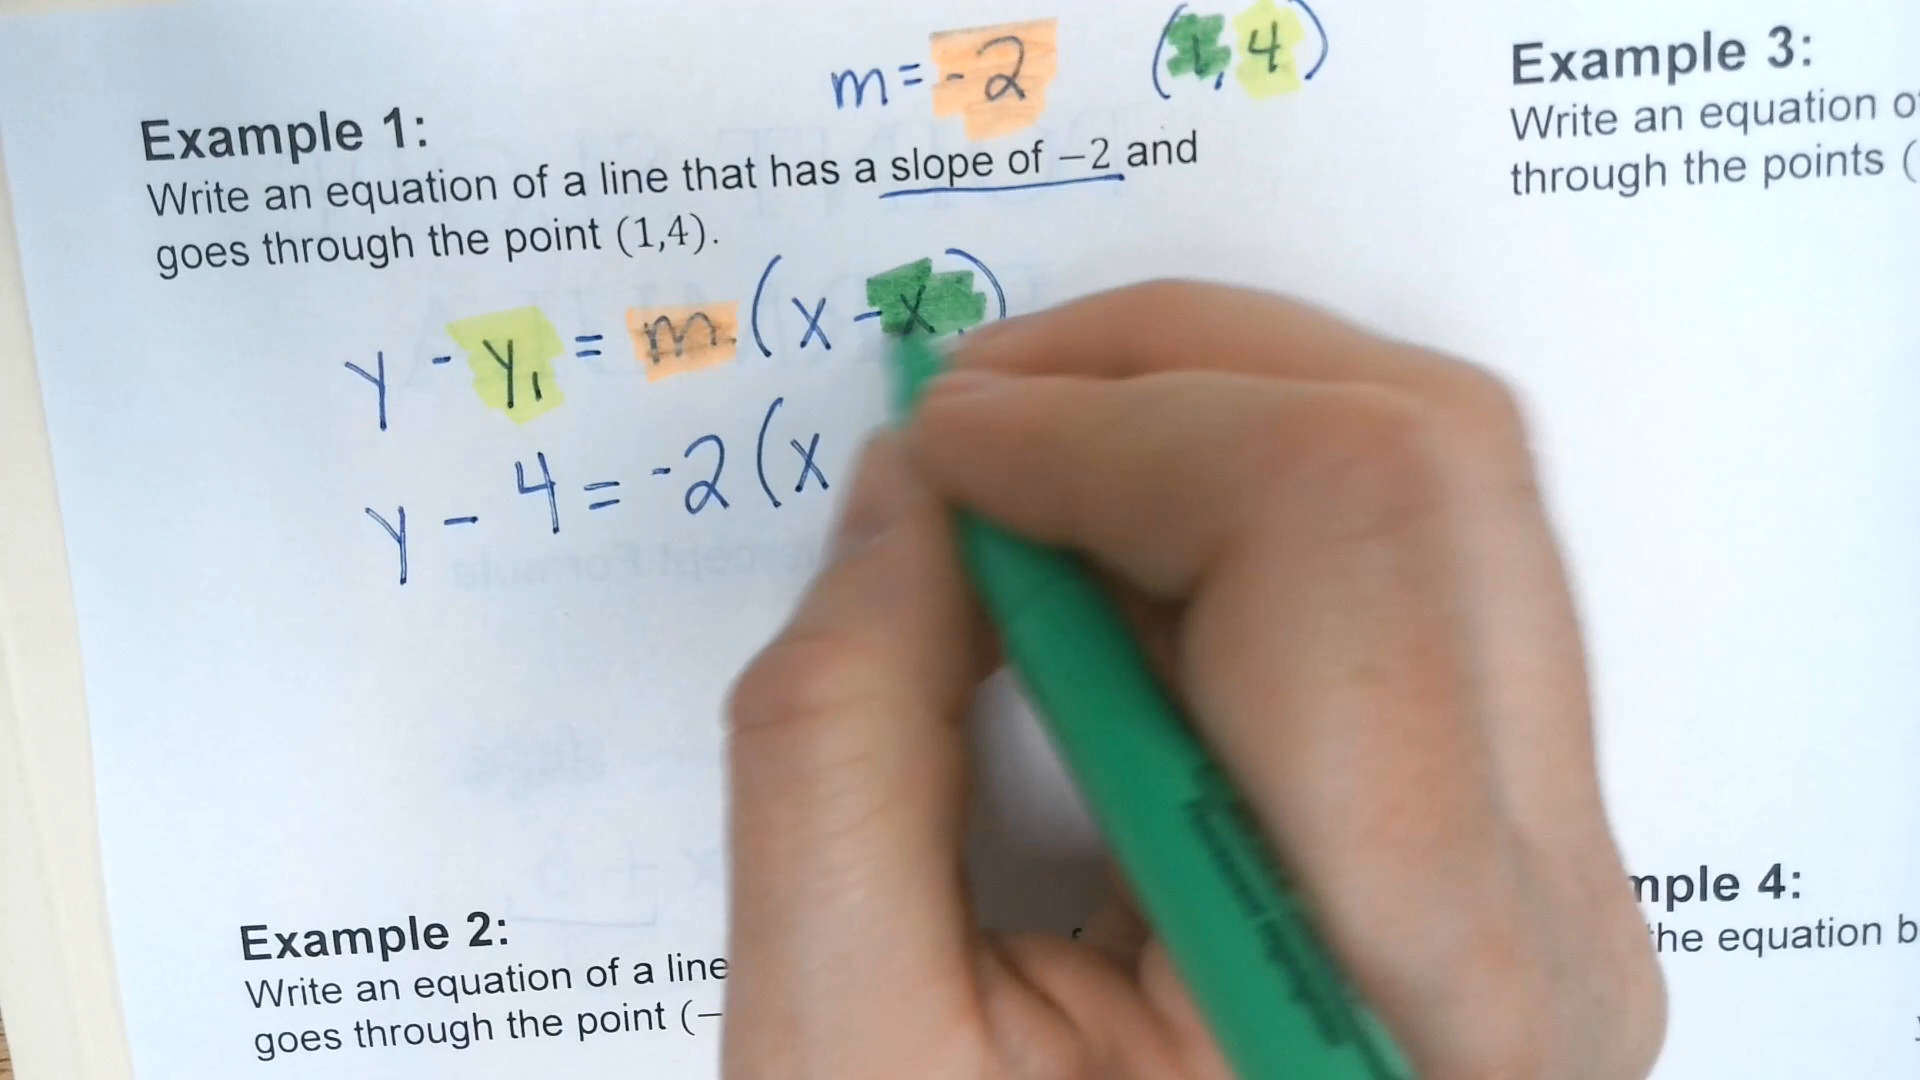 m = -2 (1, 4)
Example 1:
Write an equation of a line that has a slope of −2 and
goes through the point (1,4).
y - y₁ = m (x - x₁)
y - 4 = -2 (x
Example 2:
Write an equation of a line
goes through the point (−
Example 3:
Write an equation
through the points (
mple 4:
he equation b